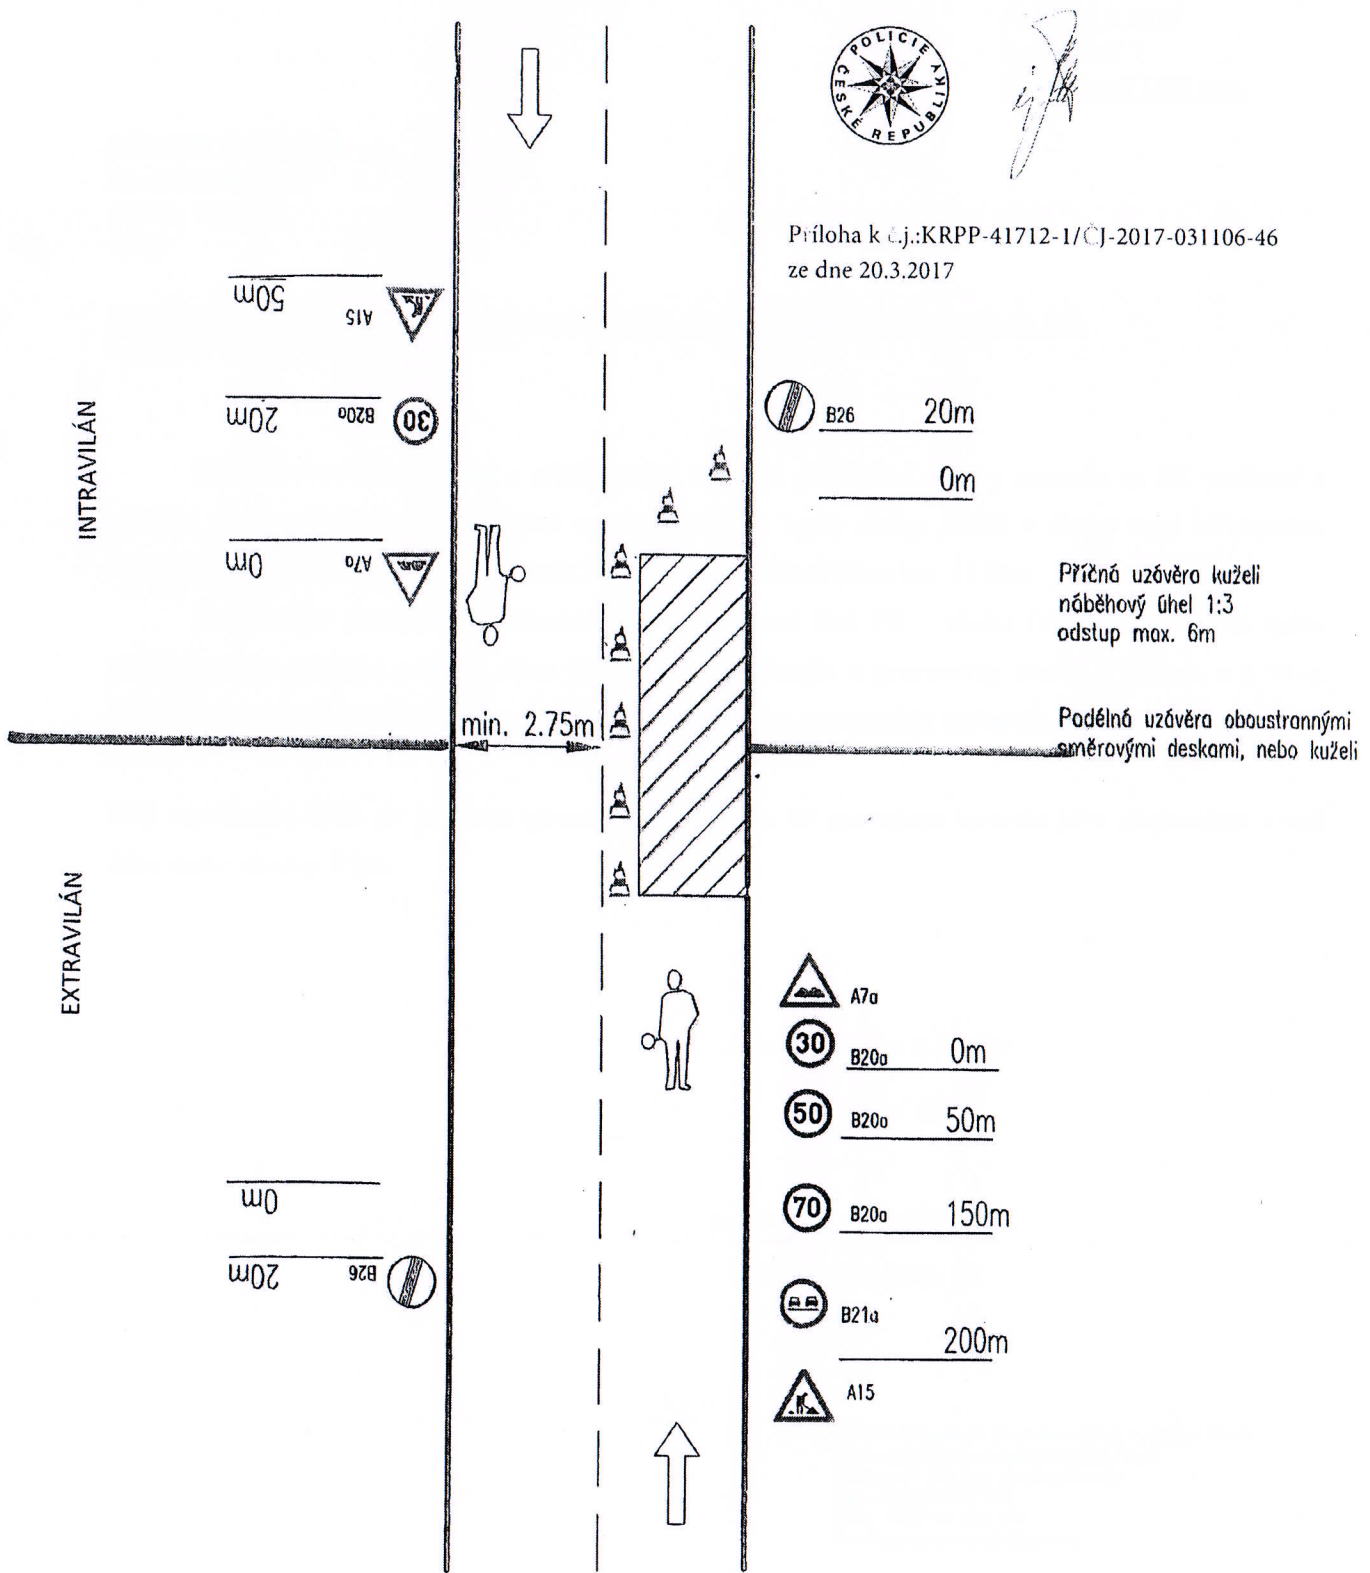 POLICIE ČESKÉ REPUBLIKY
Příloha k č.j.:KRPP-41712-1/ČJ-2017-031106-46
ze dne 20.3.2017
50m
A15
20m
B20a
30
B26 20m
0m
INTRAVILÁN
0m
A7a
Příčná uzávěra kuželi
náběhový úhel 1:3
odstup max. 6m
min. 2.75m
Podélná uzávěra oboustrannými
směrovými deskami, nebo kuželi
EXTRAVILÁN
A7a
30 B20a 0m
50 B20a 50m
70 B20a 150m
0m
20m
B26
B21a
200m
A15